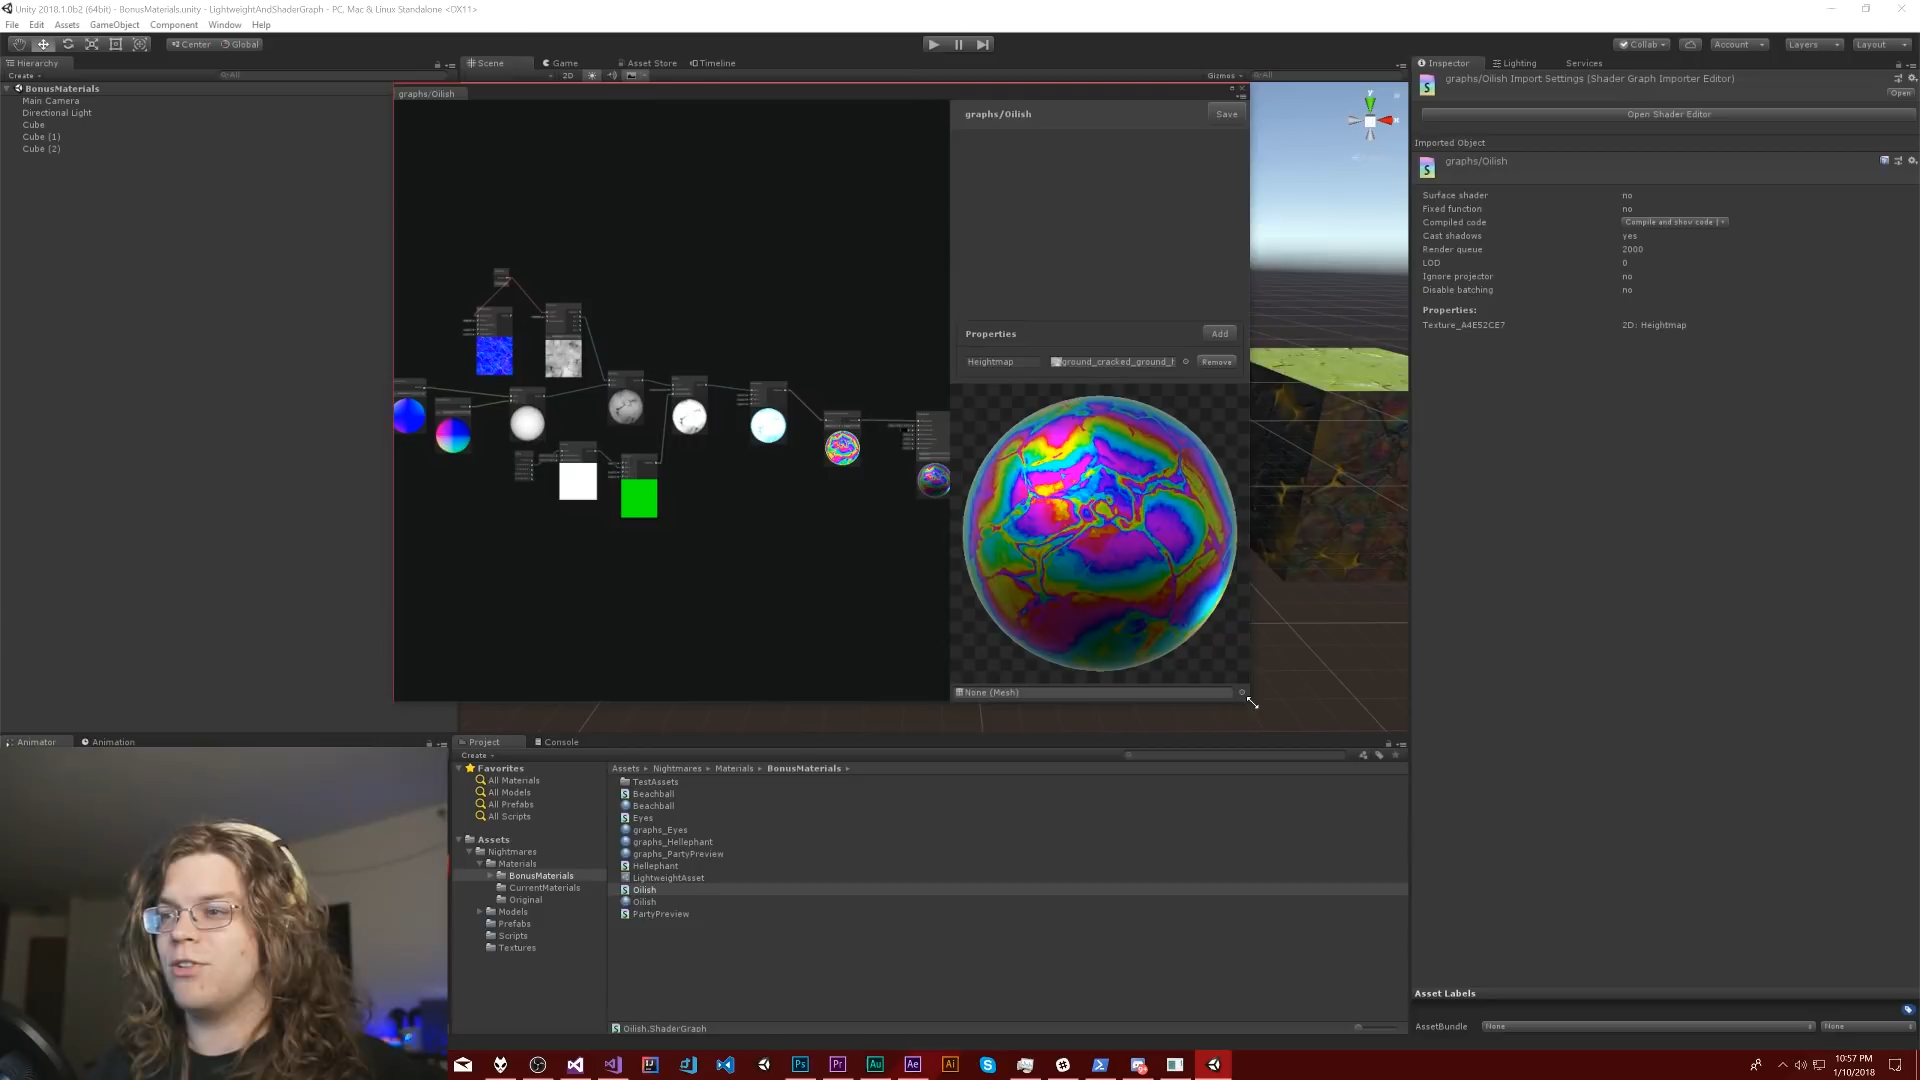 Unity 2018.1.0b2 (64bit) - BonusMaterials.unity - LightweightAndShaderGraph - PC, Mac & Linux Standalone <DX11>
File Edit Assets GameObject Component Window Help
Center Global
Collab Account Layers Layout
Hierarchy
Create All
BonusMaterials
Main Camera
Directional Light
Cube
Cube (1)
Cube (2)
Scene Game Asset Store Timeline
2D Gizmos All
graphs/Oilish
graphs/Oilish Save
Properties Add
Heightmap ground_cracked_ground_h Remove
None (Mesh)
y
x
Inspector Lighting Services
graphs/Oilish Import Settings (Shader Graph Importer Editor)
Open
Open Shader Editor
Imported Object
graphs/Oilish
Surface shader no
Fixed function no
Compiled code Compile and show code
Cast shadows yes
Render queue 2000
LOD 0
Ignore projector no
Disable batching no
Properties:
Texture_A4E52CE7 2D: Heightmap
Asset Labels
AssetBundle None None
Animator Animation
Project Console
Create
Favorites
All Materials
All Models
All Prefabs
All Scripts
Assets
Nightmares
Materials
BonusMaterials
CurrentMaterials
Original
Models
Prefabs
Scripts
Textures
Assets Nightmares Materials BonusMaterials
TestAssets
Beachball
Beachball
Eyes
graphs_Eyes
graphs_Hellephant
graphs_PartyPreview
Hellephant
LightweightAsset
Oilish
Oilish
PartyPreview
Oilish.ShaderGraph
Ps Pr Au Ae Ai
10:57 PM
1/10/2018